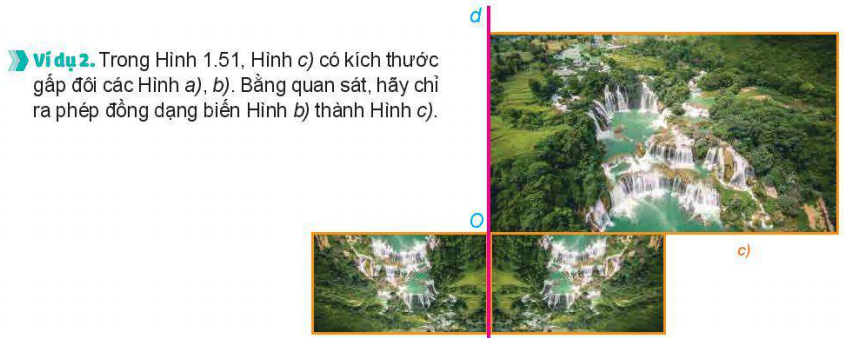 d
Ví dụ 2. Trong Hình 1.51, Hình c) có kích thước
gấp đôi các Hình a), b). Bằng quan sát, hãy chỉ
ra phép đồng dạng biến Hình b) thành Hình c).
O
c)